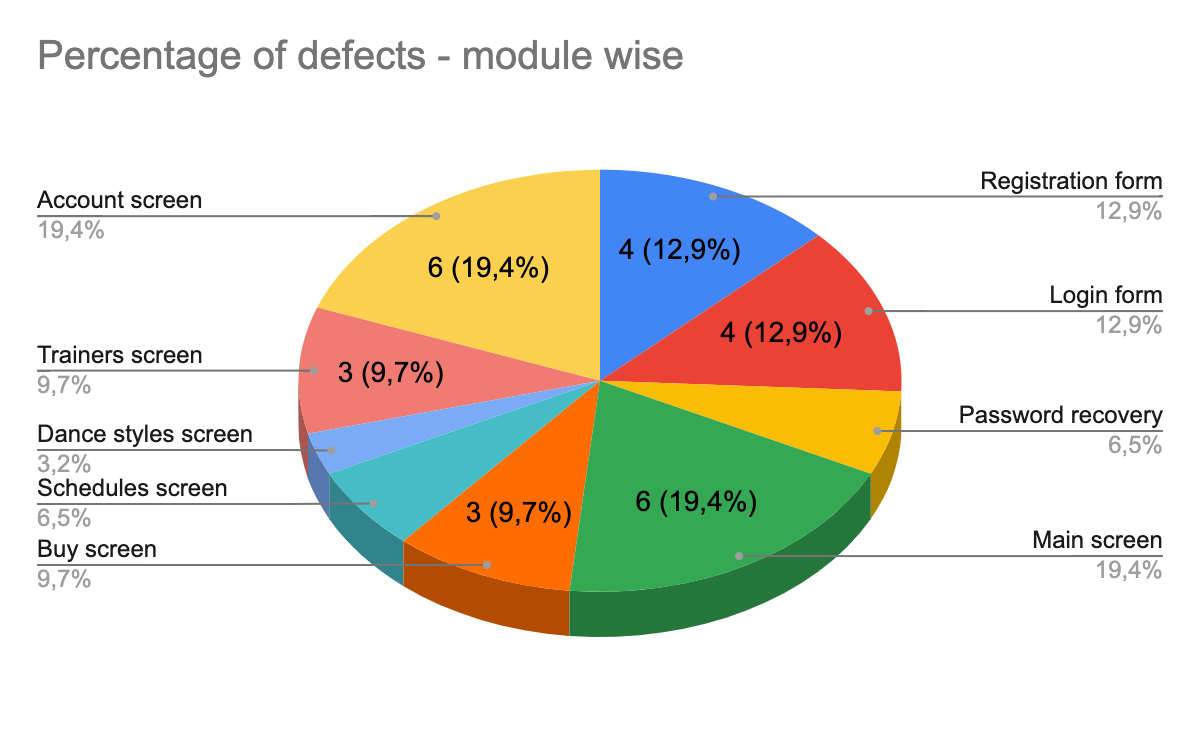 Percentage of defects - module wise
Account screen
19,4%
Trainers screen
9,7%
Dance styles screen
3,2%
Schedules screen
6,5%
Buy screen
9,7%
6 (19,4%)
4 (12,9%)
4 (12,9%)
3 (9,7%)
6 (19,4%)
3 (9,7%)
Registration form
12,9%
Login form
12,9%
Password recovery
6,5%
Main screen
19,4%